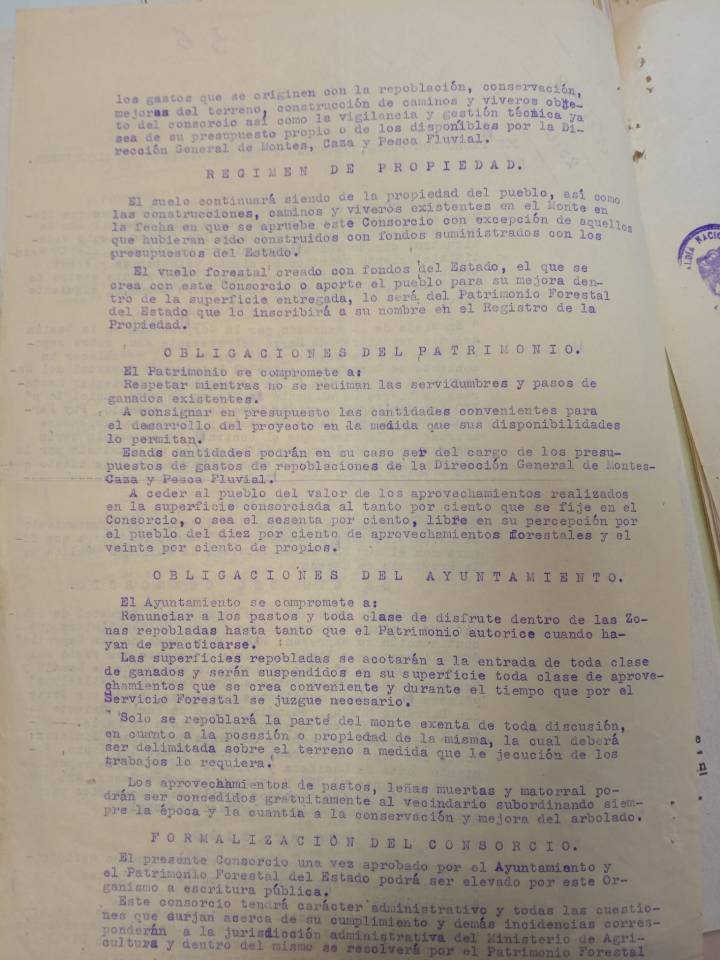 los gastos que se originen con la repoblación, conservación,
mejoras del terreno, construcción de caminos y viveros obje-
to del consorcio así como la vigilancia y gestión técnica ya
sea de su presupuesto propio o de los disponibles por la Di-
rección General de Montes, Caza y Pesca Fluvial.
REGIMEN DE PROPIEDAD.
El suelo continuará siendo de la propiedad del pueblo, así como
las construcciones, caminos y viveros existentes en el Monte en
la fecha en que se apruebe este Consorcio con excepción de aquellos
que hubieran sido construidos con fondos suministrados con los
presupuestos del Estado.
El vuelo forestal creado con fondos del Estado, el que se
crea con este Consorcio o aporte el pueblo para su mejora den-
tro de la superficie entregada, lo será del Patrimonio Forestal
del Estado que lo inscribirá a su nombre en el Registro de la
Propiedad.
OBLIGACIONES DEL PATRIMONIO.
El Patrimonio se compromete a:
Respetar mientras no se rediman las servidumbres y pasos de
ganados existentes.
A consignar en presupuesto las cantidades convenientes para
el desarrollo del proyecto en la medida que sus disponibilidades
lo permitan.
Esads cantidades podrán en su caso ser del cargo de los presu-
puestos de gastos de repoblaciones de la Dirección General de Montes-
Caza y Pesca Fluvial.
A ceder al pueblo del valor de los aprovechamientos realizados
en la superficie consorciada al tanto por ciento que se fije en el
Consorcio, o sea el sesenta por ciento, libre en su percepción por
el pueblo del diez por ciento de aprovechamientos forestales y el
veinte por ciento de propios.
OBLIGACIONES DEL AYUNTAMIENTO.
El Ayuntamiento se compromete a:
Renunciar a los pastos y toda clase de disfrute dentro de las Zo-
nas repobladas hasta tanto que el Patrimonio autorice cuando ha-
yan de practicarse.
Las superficies repobladas se acotarán a la entrada de toda clase
de ganados y serán suspendidos en su superficie toda clase de aprove-
chamientos que se crea conveniente y durante el tiempo que por el
Servicio Forestal se juzgue necesario.
Solo se repoblará la parte del monte exenta de toda discusión,
en cuanto a la posesión o propiedad de la misma, la cual deberá
ser delimitada sobre el terreno a medida que le jecución de los
trabajos lo requiera.
Los aprovechhmientos de pastos, leñas muertas y matorral po-
drán ser concedidos gratuitamente al vecindario subordinando siem-
pre la época y la cuantia a la conservación y mejora del arbolado.
FORMALIZACIÓN DEL CONSORCIO.
El presente Consorcio una vez aprobado por el Ayuntamiento y
el Patrimonio Forestal del Estado podrá ser elevado por este Or-
ganismo a escritura pública.
Este consorcio tendrá carácter administrativo y todas las cuestio-
nes que durjan acerca de su cumplimiento y demás incidencias corres-
ponderán a la jurisdicción administrativa del Ministerio de Agri-
cultura y dentro del mismo se resolverá por el Patrimonio Forestal